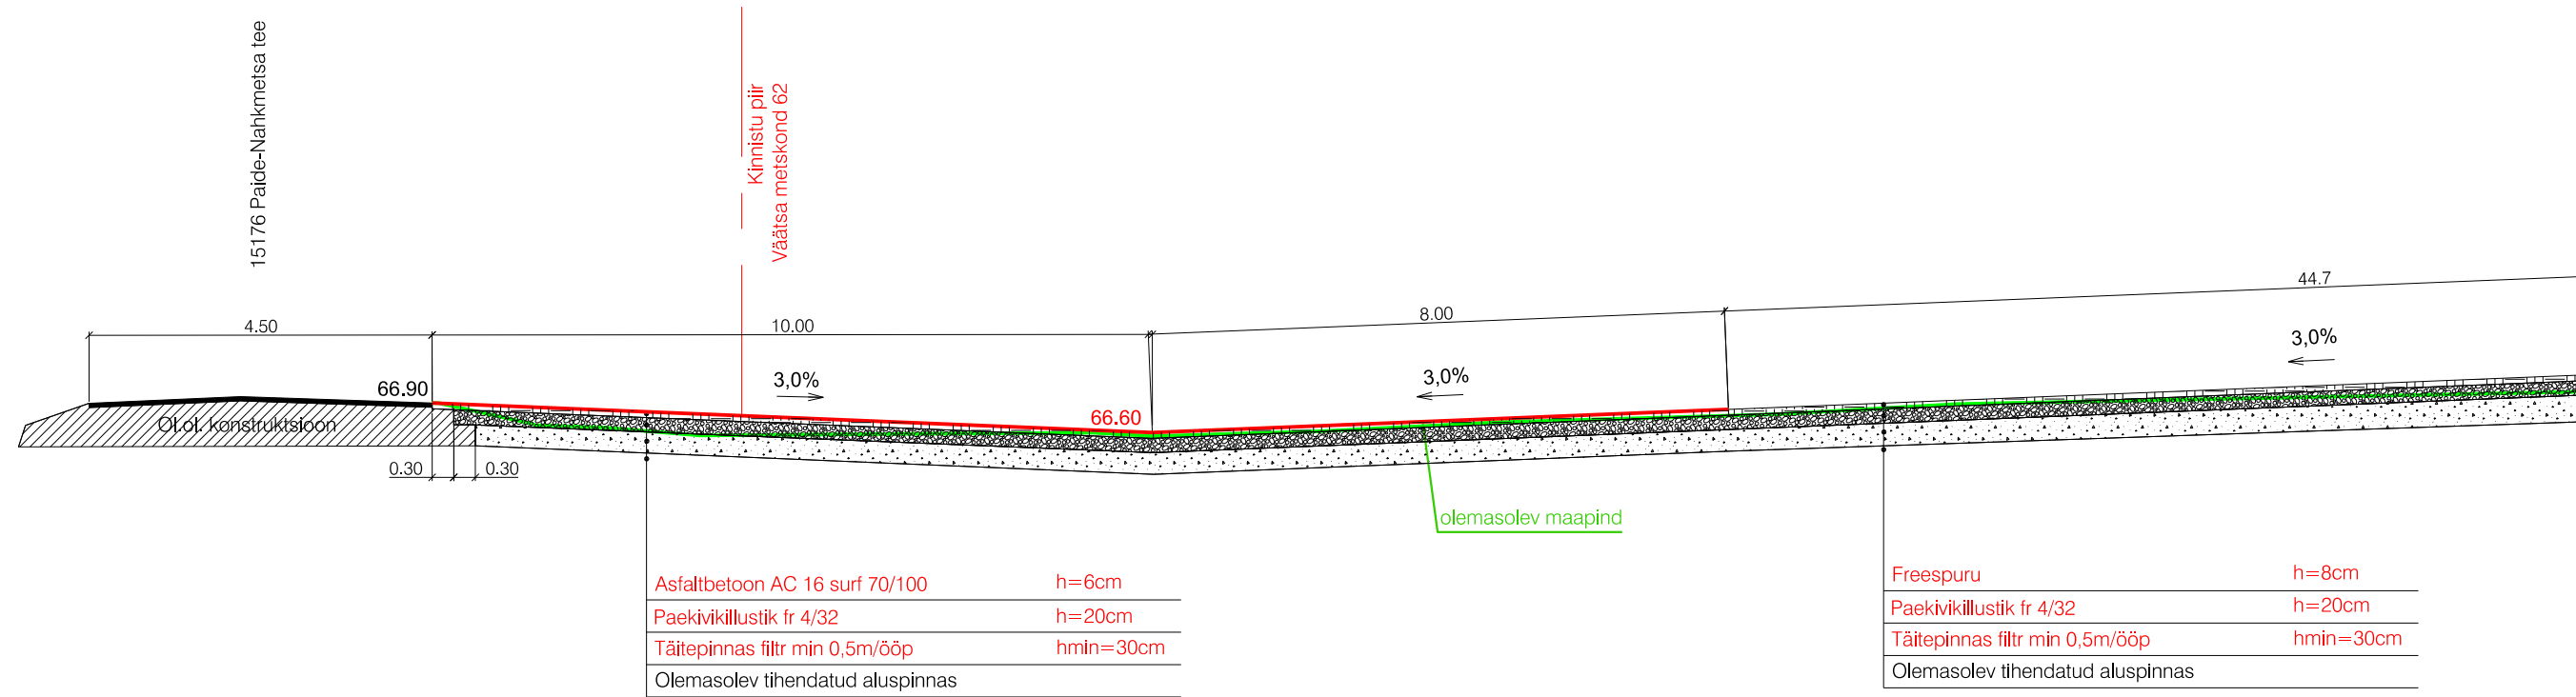 15176 Paide-Nahkmetsa tee
Kinnistu piir
Väätsa metskond 62
4.50
10.00
8.00
44.7
66.90
3,0%
66.60
3,0%
3,0%
Ol.ol. konstruktsioon
0.30
0.30
olemasolev maapind
Asfaltbetoon AC 16 surf 70/100 h=6cm
Paekivikillustik fr 4/32 h=20cm
Täitepinnas filtr min 0,5m/ööp hmin=30cm
Olemasolev tihendatud aluspinnas
Freespuru h=8cm
Paekivikillustik fr 4/32 h=20cm
Täitepinnas filtr min 0,5m/ööp hmin=30cm
Olemasolev tihendatud aluspinnas